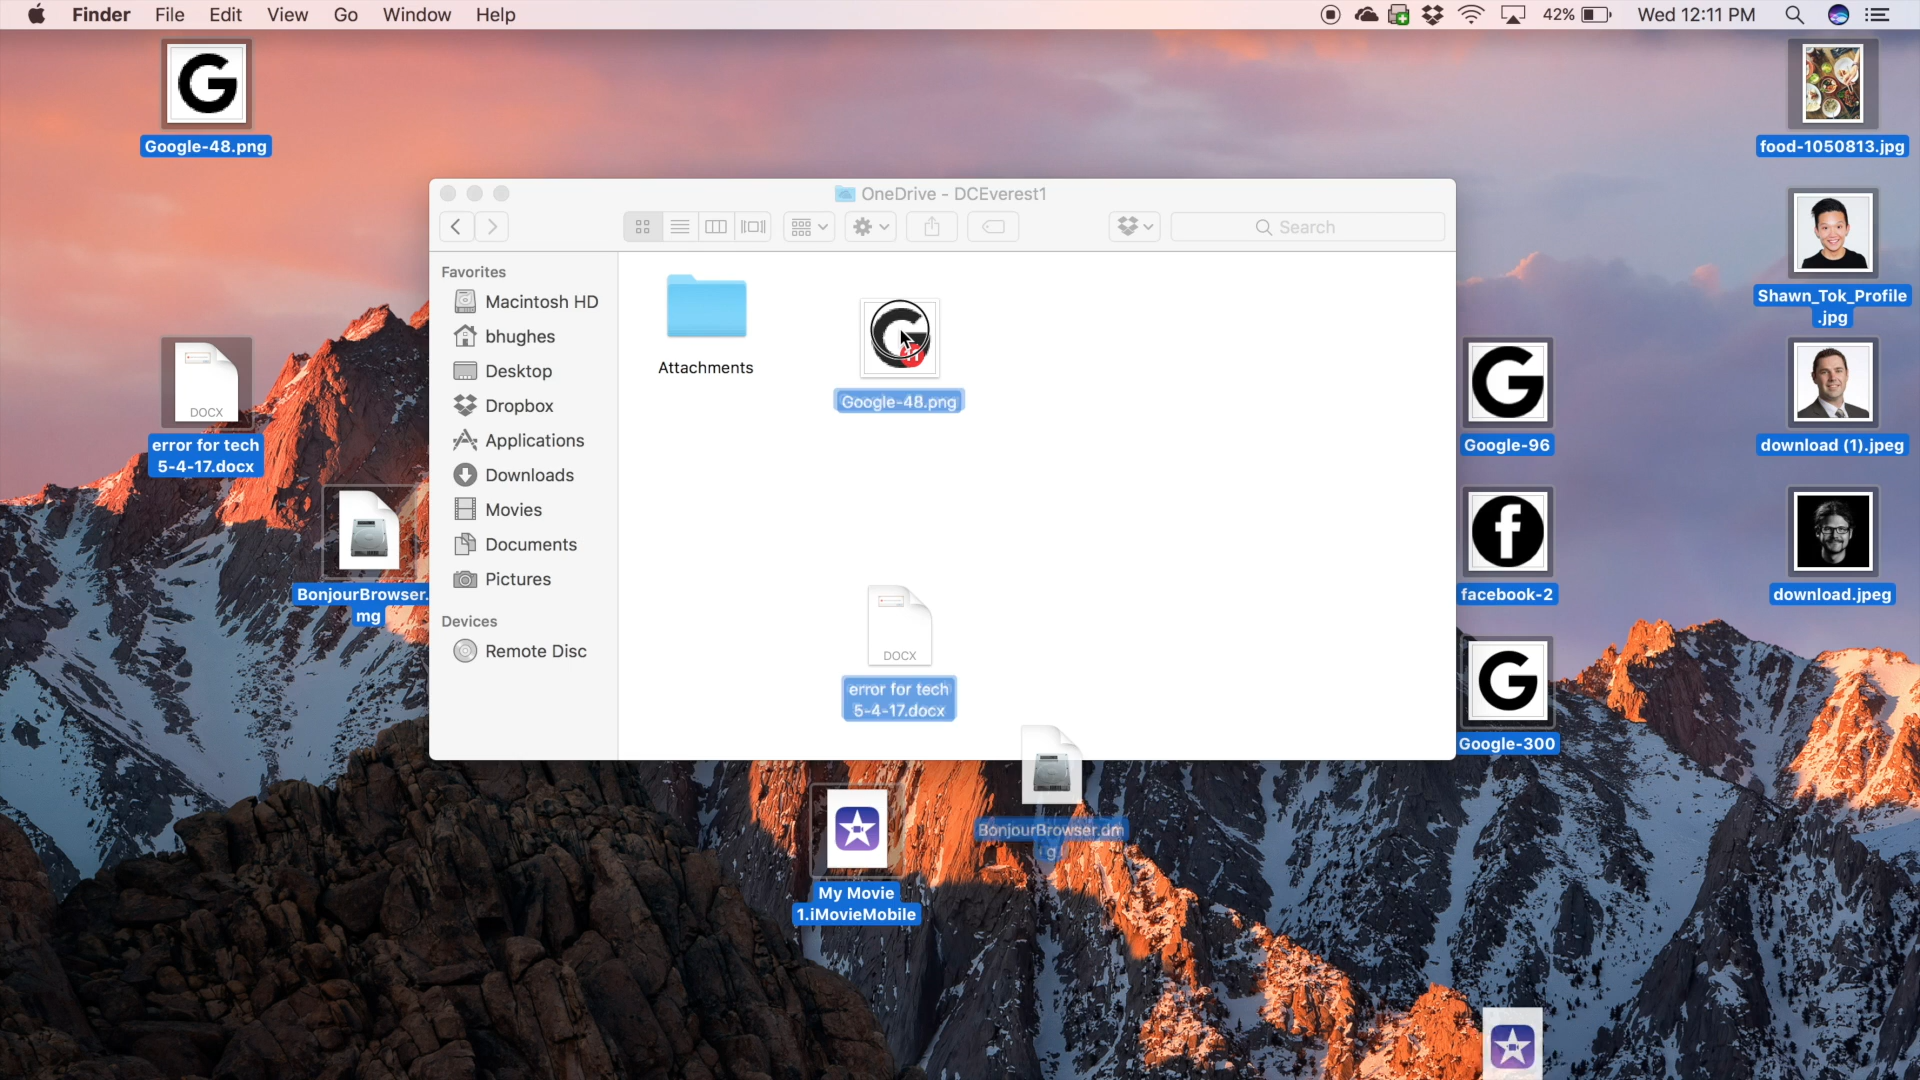 Finder File Edit View Go Window Help
42% Wed 12:11 PM
Google-48.png
food-1050813.jpg
OneDrive - DCEverest1
Search
Shawn_Tok_Profile
.jpg
Favorites
Macintosh HD
bhughes
Desktop
Dropbox
Applications
Downloads
Movies
Documents
Pictures
Devices
Remote Disc
Attachments
Google-48.png
DOCX
error for tech
5-4-17.docx
BonjourBrowser.dm
g
DOCX
error for tech
5-4-17.docx
BonjourBrowser.
mg
Google-96
download (1).jpeg
facebook-2
download.jpeg
Google-300
My Movie
1.iMovieMobile